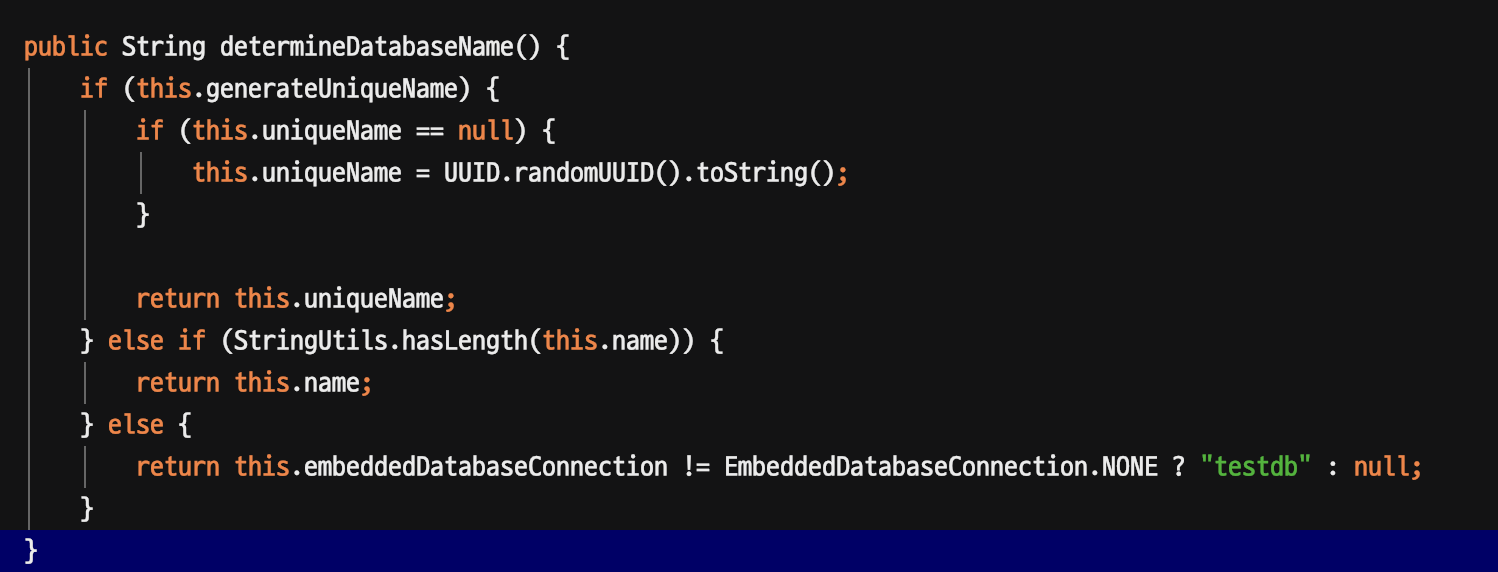 public String determineDatabaseName() {
    if (this.generateUniqueName) {
        if (this.uniqueName == null) {
            this.uniqueName = UUID.randomUUID().toString();
        }

        return this.uniqueName;
    } else if (StringUtils.hasLength(this.name)) {
        return this.name;
    } else {
        return this.embeddedDatabaseConnection != EmbeddedDatabaseConnection.NONE ? "testdb" : null;
    }
}